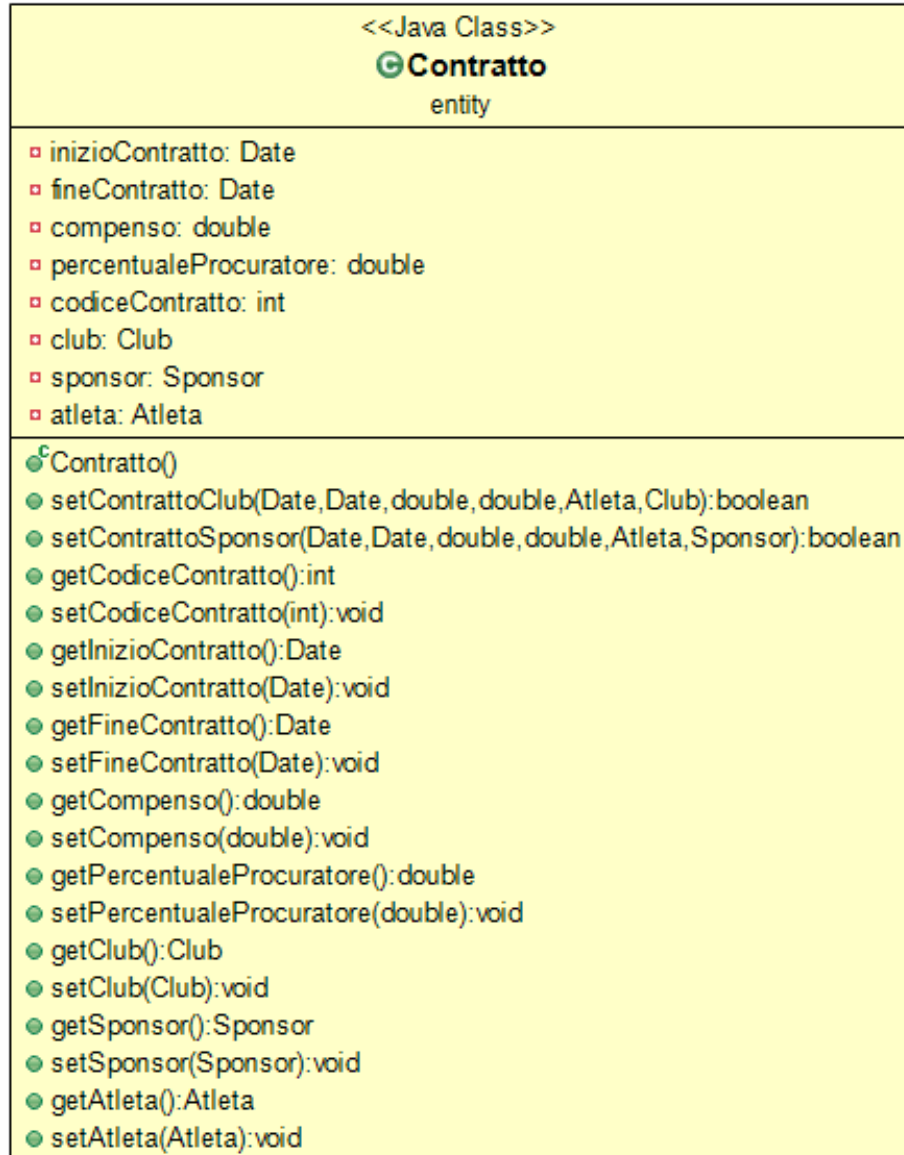 <<Java Class>>
Contratto
entity
inizioContratto: Date
fineContratto: Date
compenso: double
percentualeProcuratore: double
codiceContratto: int
club: Club
sponsor: Sponsor
atleta: Atleta
Contratto()
setContrattoClub(Date,Date,double,double,Atleta,Club):boolean
setContrattoSponsor(Date,Date,double,double,Atleta,Sponsor):boolean
getCodiceContratto():int
setCodiceContratto(int):void
getInizioContratto():Date
setInizioContratto(Date):void
getFineContratto():Date
setFineContratto(Date):void
getCompenso():double
setCompenso(double):void
getPercentualeProcuratore():double
setPercentualeProcuratore(double):void
getClub():Club
setClub(Club):void
getSponsor():Sponsor
setSponsor(Sponsor):void
getAtleta():Atleta
setAtleta(Atleta):void